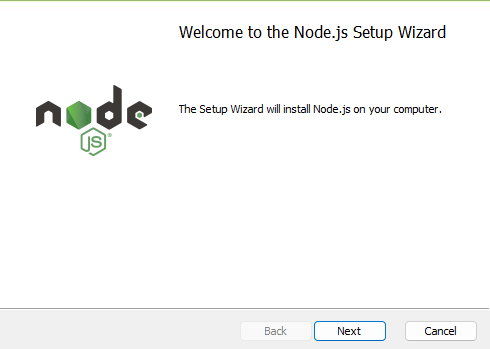 Welcome to the Node.js Setup Wizard
node
JS®
The Setup Wizard will install Node.js on your computer.
Back
Next
Cancel